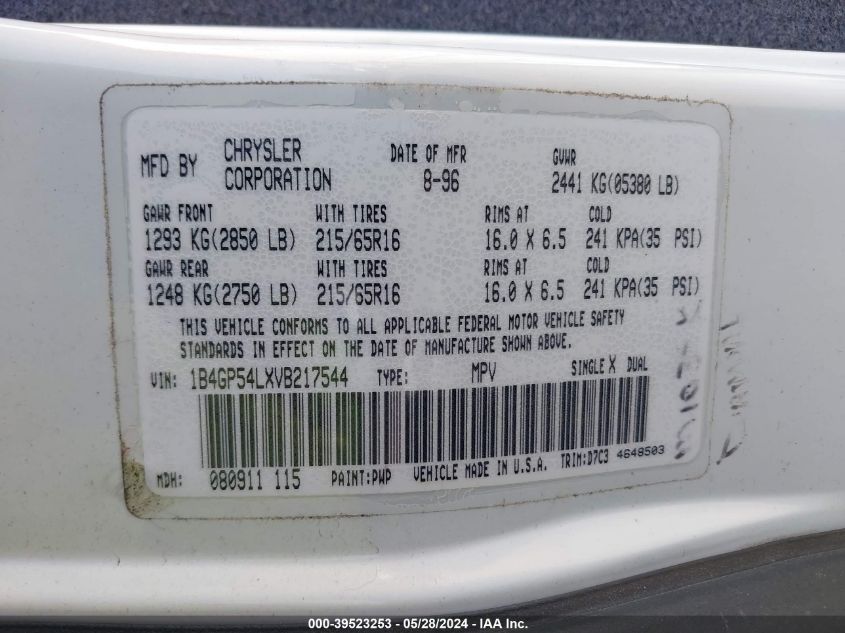 MFD BY CHRYSLER CORPORATION DATE OF MFR 8-96 GVWR 2441 KG(05380 LB)
GAWR FRONT WITH TIRES RIMS AT COLD
1293 KG(2850 LB) 215/65R16 16.0 X 6.5 241 KPA(35 PSI)
GAWR REAR WITH TIRES RIMS AT COLD
1248 KG(2750 LB) 215/65R16 16.0 X 6.5 241 KPA(35 PSI)
THIS VEHICLE CONFORMS TO ALL APPLICABLE FEDERAL MOTOR VEHICLE SAFETY
STANDARDS IN EFFECT ON THE DATE OF MANUFACTURE SHOWN ABOVE.
VIN: 1B4GP54LXVB217544 TYPE: MPV SINGLE X DUAL
MDH: 080911 115 PAINT:PWP VEHICLE MADE IN U.S.A. TRIM:D7C3 4648503
000-39523253 - 05/28/2024 - IAAI.com